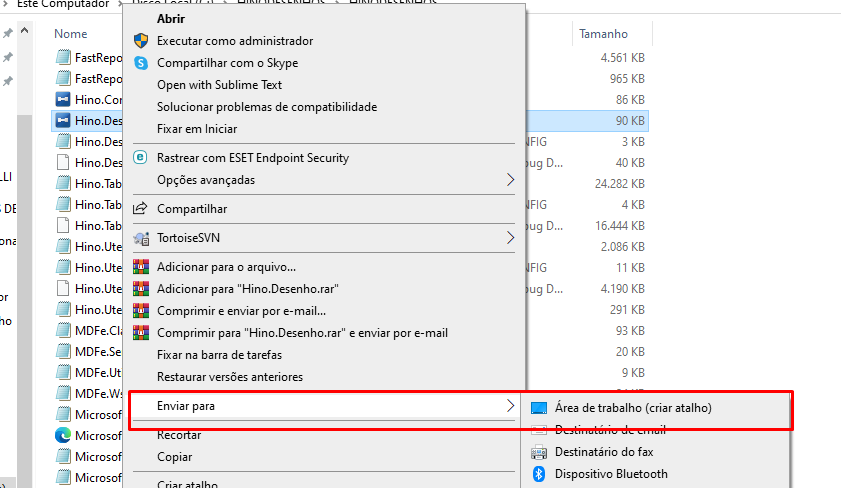 Este Computador > Disco Local (C:) > HINODESENHOS > HINODESENHOS
Nome Tamanho
Abrir
Executar como administrador
Compartilhar com o Skype
Open with Sublime Text
Solucionar problemas de compatibilidade
Fixar em Iniciar
Rastrear com ESET Endpoint Security
Opções avançadas
Compartilhar
TortoiseSVN
Adicionar para o arquivo...
Adicionar para "Hino.Desenho.rar"
Comprimir e enviar por e-mail...
Comprimir para "Hino.Desenho.rar" e enviar por e-mail
Fixar na barra de tarefas
Restaurar versões anteriores
Enviar para
Recortar
Copiar
Criar atalho
Área de trabalho (criar atalho)
Destinatário de email
Destinatário do fax
Dispositivo Bluetooth
FastRepo 4.561 KB
FastRepo 965 KB
Hino.Cor 86 KB
Hino.Des 90 KB
Hino.Des NFIG 3 KB
Hino.Des bug D... 40 KB
Hino.Tab 24.282 KB
Hino.Tab NFIG 4 KB
Hino.Tab bug D... 16.444 KB
Hino.Ute 2.086 KB
Hino.Ute NFIG 11 KB
Hino.Ute bug D... 4.190 KB
Hino.Ute 291 KB
MDFe.Cla 93 KB
MDFe.Se 20 KB
MDFe.Ut 9 KB
MDFe.Ws
Microsof
Microsof
Microsof
Microsof
LLI
S DE
ona
or
ho